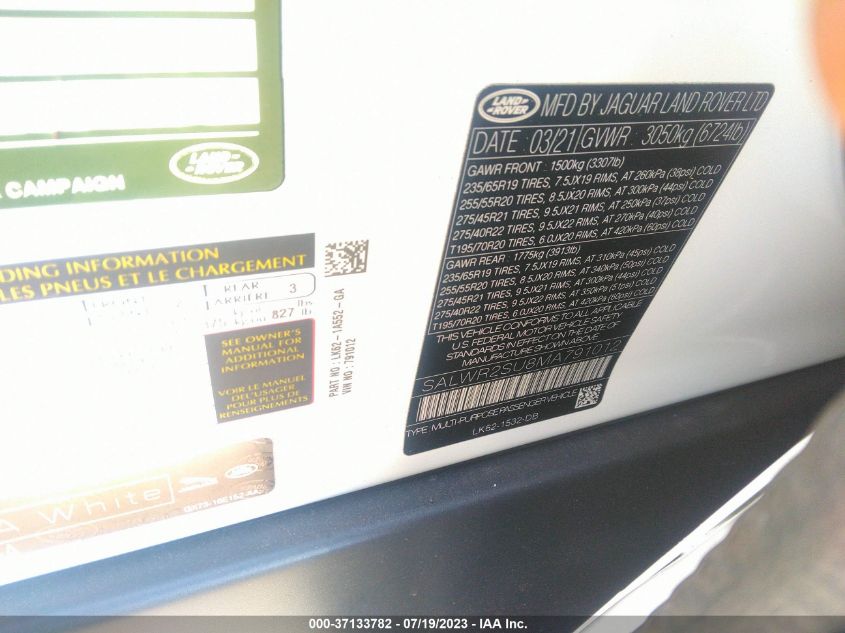 LAND ROVER
CAMPAIGN
DING INFORMATION
LES PNEUS ET LE CHARGEMENT
REAR
ARRIÈRE 3
827 lbs
SEE OWNER'S
MANUAL FOR
ADDITIONAL
INFORMATION
VOIR LE MANUEL
DE L'USAGER
POUR PLUS DE
RENSEIGNEMENTS
PART NO : LK62-1A552-GA
VIN NO : 791012
A White
LAND ROVER MFD BY JAGUAR LAND ROVER LTD
DATE 03/21 GVWR 3050kg (6724lb)
GAWR FRONT : 1500kg (3307lb)
235/65R19 TIRES, 7.5JX19 RIMS, AT 260kPa (38psi) COLD
255/55R20 TIRES, 8.5JX20 RIMS, AT 300kPa (44psi) COLD
275/45R21 TIRES, 9.5JX21 RIMS, AT 250kPa (37psi) COLD
275/40R22 TIRES, 9.5JX22 RIMS, AT 270kPa (40psi) COLD
T195/70R20 TIRES, 6.0JX20 RIMS, AT 420kPa (60psi) COLD
GAWR REAR : 1775kg (3913lb)
235/65R19 TIRES, 7.5JX19 RIMS, AT 310kPa (45psi) COLD
255/55R20 TIRES, 8.5JX20 RIMS, AT 340kPa (50psi) COLD
275/45R21 TIRES, 9.5JX21 RIMS, AT 300kPa (44psi) COLD
275/40R22 TIRES, 9.5JX22 RIMS, AT 350kPa (51psi) COLD
T195/70R20 TIRES, 6.0JX20 RIMS, AT 420kPa (60psi) COLD
THIS VEHICLE CONFORMS TO ALL APPLICABLE
U.S. FEDERAL MOTOR VEHICLE SAFETY
STANDARDS IN EFFECT ON THE DATE OF
MANUFACTURE SHOWN ABOVE
SALWR2SU8MA791012
TYPE: MULTI-PURPOSE PASSENGER VEHICLE
LK62-1532-DB
000-37133782 - 07/19/2023 - IAA Inc.